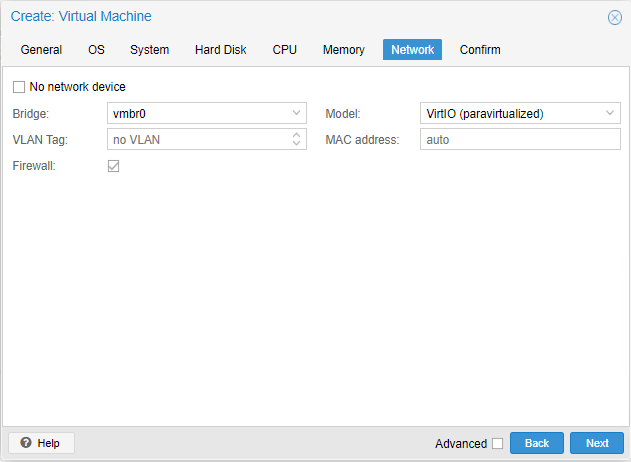 Create: Virtual Machine
General OS System Hard Disk CPU Memory Network Confirm
No network device
Bridge: vmbr0 Model: VirtIO (paravirtualized)
VLAN Tag: no VLAN MAC address: auto
Firewall:
Help Advanced Back Next